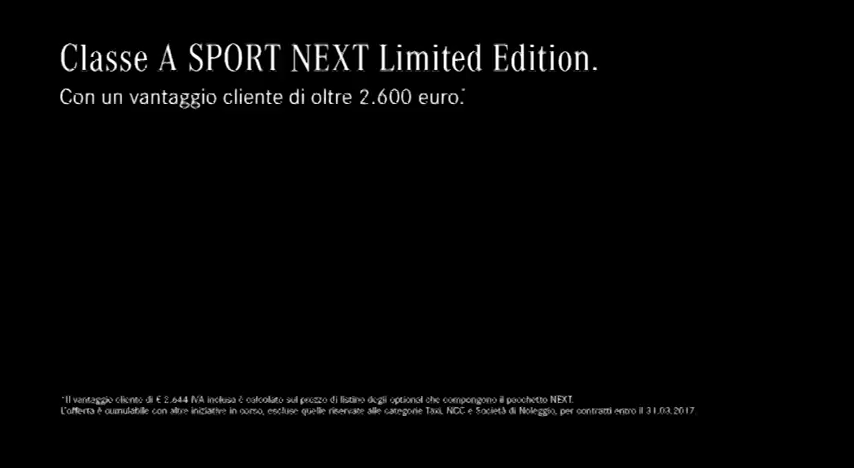 Classe A SPORT NEXT Limited Edition.
Con un vantaggio cliente di oltre 2.600 euro.*
*Il vantaggio cliente di € 2.644 IVA inclusa è calcolato sul prezzo di listino degli optional che compongono il pacchetto NEXT.
L'offerta è cumulabile con altre iniziative in corso, escluse quelle riservate alle categorie Taxi, NCC e Società di Noleggio, per contratti entro il 31.03.2017.